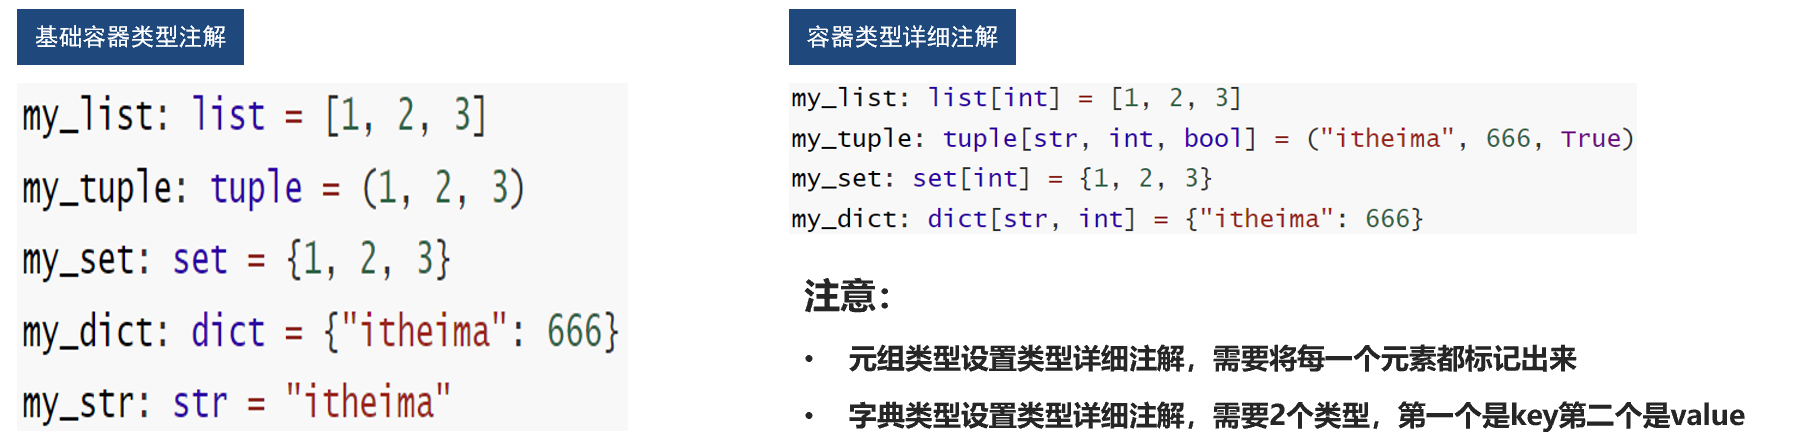 基础容器类型注解
my_list: list = [1, 2, 3]
my_tuple: tuple = (1, 2, 3)
my_set: set = {1, 2, 3}
my_dict: dict = {"itheima": 666}
my_str: str = "itheima"
容器类型详细注解
my_list: list[int] = [1, 2, 3]
my_tuple: tuple[str, int, bool] = ("itheima", 666, True)
my_set: set[int] = {1, 2, 3}
my_dict: dict[str, int] = {"itheima": 666}
注意：
• 元组类型设置类型详细注解，需要将每一个元素都标记出来
• 字典类型设置类型详细注解，需要2个类型，第一个是key第二个是value